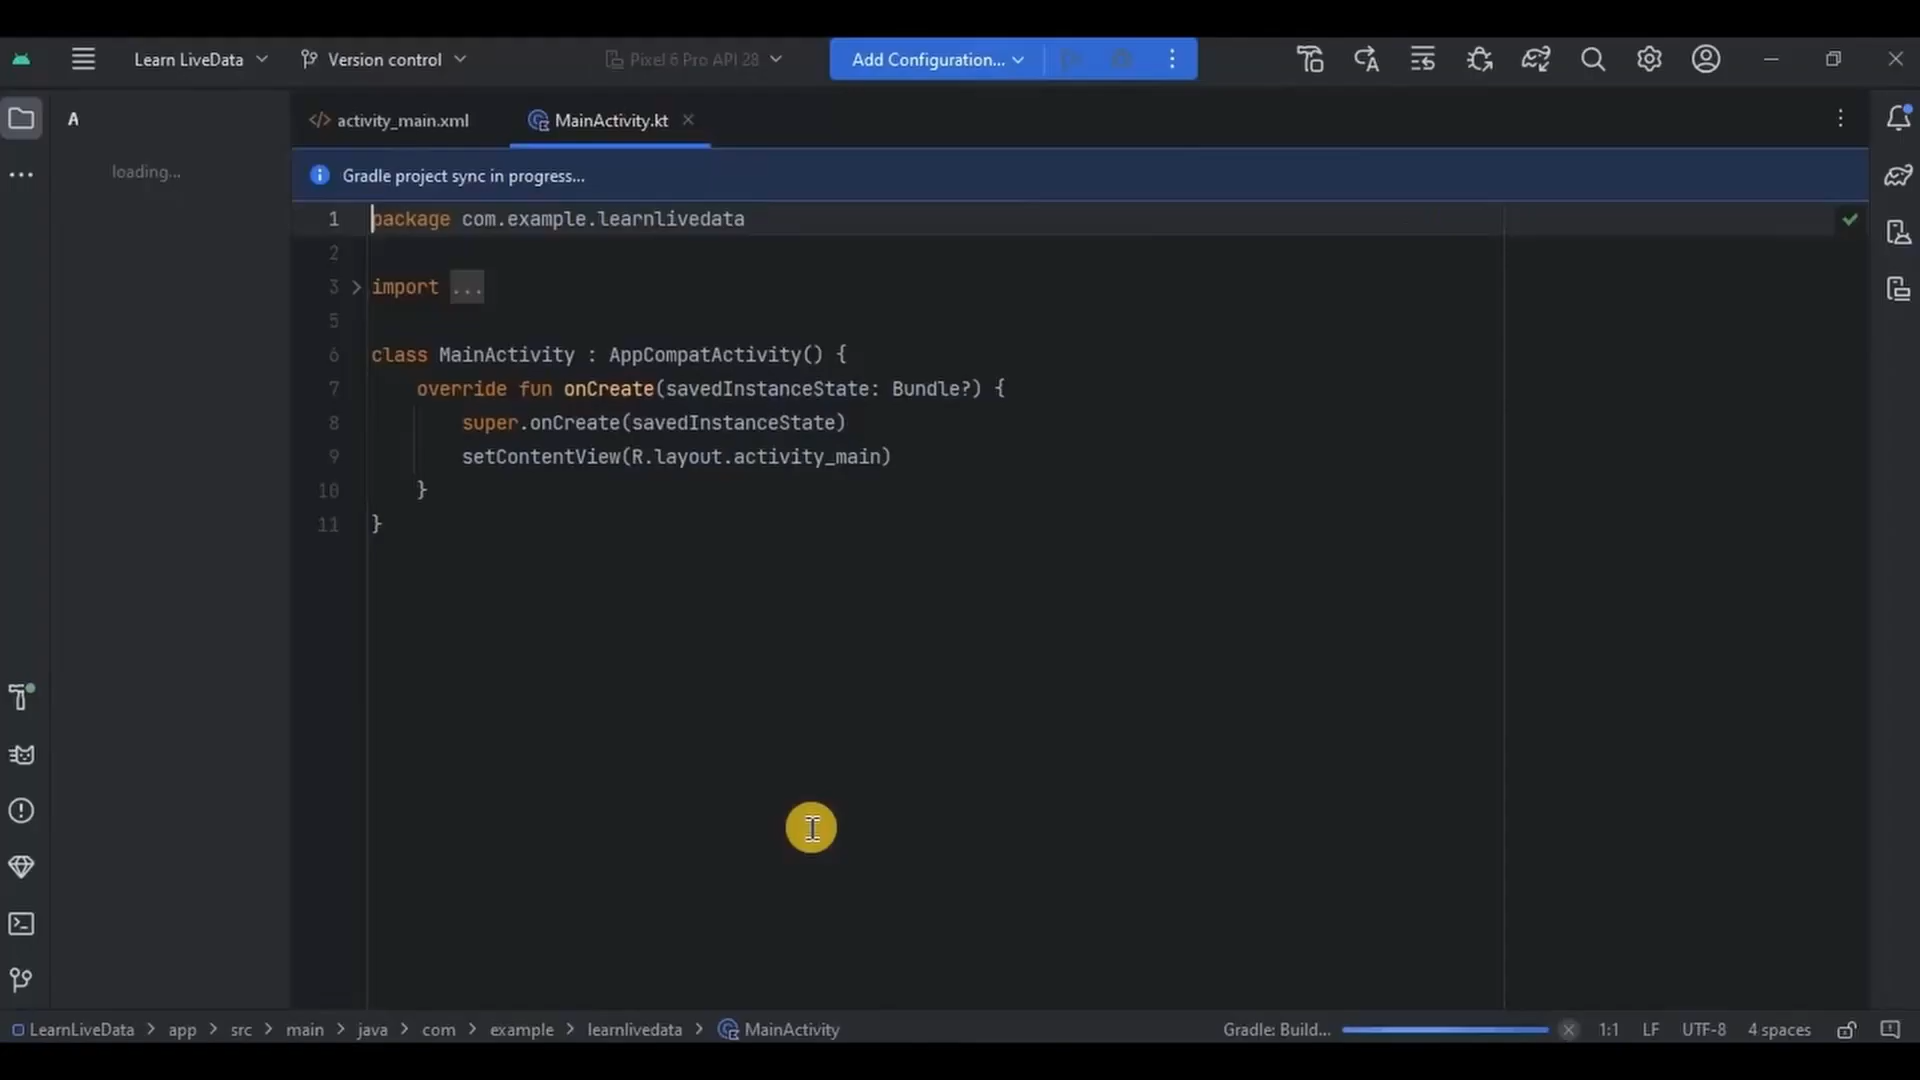 Learn LiveData
Version control
Pixel 6 Pro API 28
Add Configuration...
A
activity_main.xml
MainActivity.kt
loading...
Gradle project sync in progress...
1 package com.example.learnlivedata
2
3 import ...
5
6 class MainActivity : AppCompatActivity() {
7 override fun onCreate(savedInstanceState: Bundle?) {
8 super.onCreate(savedInstanceState)
9 setContentView(R.layout.activity_main)
10 }
11 }
LearnLiveData > app > src > main > java > com > example > learnlivedata > MainActivity
Gradle: Build... 1:1 LF UTF-8 4 spaces